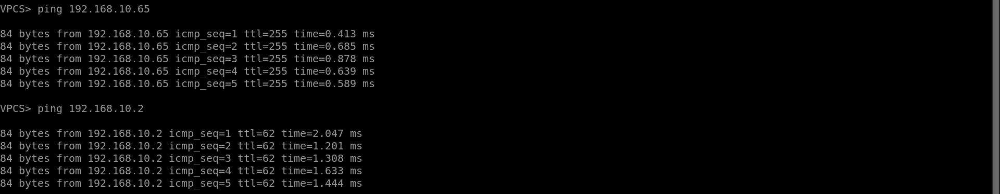 VPCS> ping 192.168.10.65
84 bytes from 192.168.10.65 icmp_seq=1 ttl=255 time=0.413 ms
84 bytes from 192.168.10.65 icmp_seq=2 ttl=255 time=0.685 ms
84 bytes from 192.168.10.65 icmp_seq=3 ttl=255 time=0.878 ms
84 bytes from 192.168.10.65 icmp_seq=4 ttl=255 time=0.639 ms
84 bytes from 192.168.10.65 icmp_seq=5 ttl=255 time=0.589 ms
VPCS> ping 192.168.10.2
84 bytes from 192.168.10.2 icmp_seq=1 ttl=62 time=2.047 ms
84 bytes from 192.168.10.2 icmp_seq=2 ttl=62 time=1.201 ms
84 bytes from 192.168.10.2 icmp_seq=3 ttl=62 time=1.308 ms
84 bytes from 192.168.10.2 icmp_seq=4 ttl=62 time=1.633 ms
84 bytes from 192.168.10.2 icmp_seq=5 ttl=62 time=1.444 ms